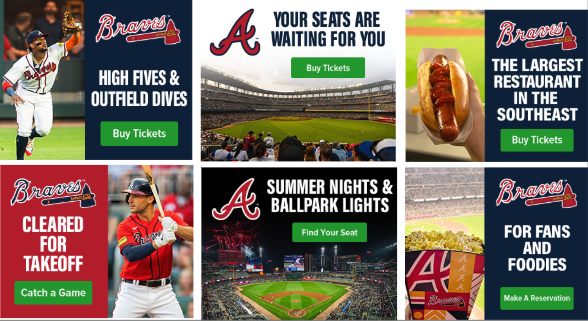 Braves
HIGH FIVES &
OUTFIELD DIVES
Buy Tickets
A
YOUR SEATS ARE
WAITING FOR YOU
Buy Tickets
Braves
THE LARGEST
RESTAURANT
IN THE
SOUTHEAST
Buy Tickets
Braves
CLEARED
FOR
TAKEOFF
Catch a Game
Braves
A
SUMMER NIGHTS &
BALLPARK LIGHTS
Find Your Seat
Braves
FOR FANS
AND
FOODIES
Make A Reservation
A
Braves